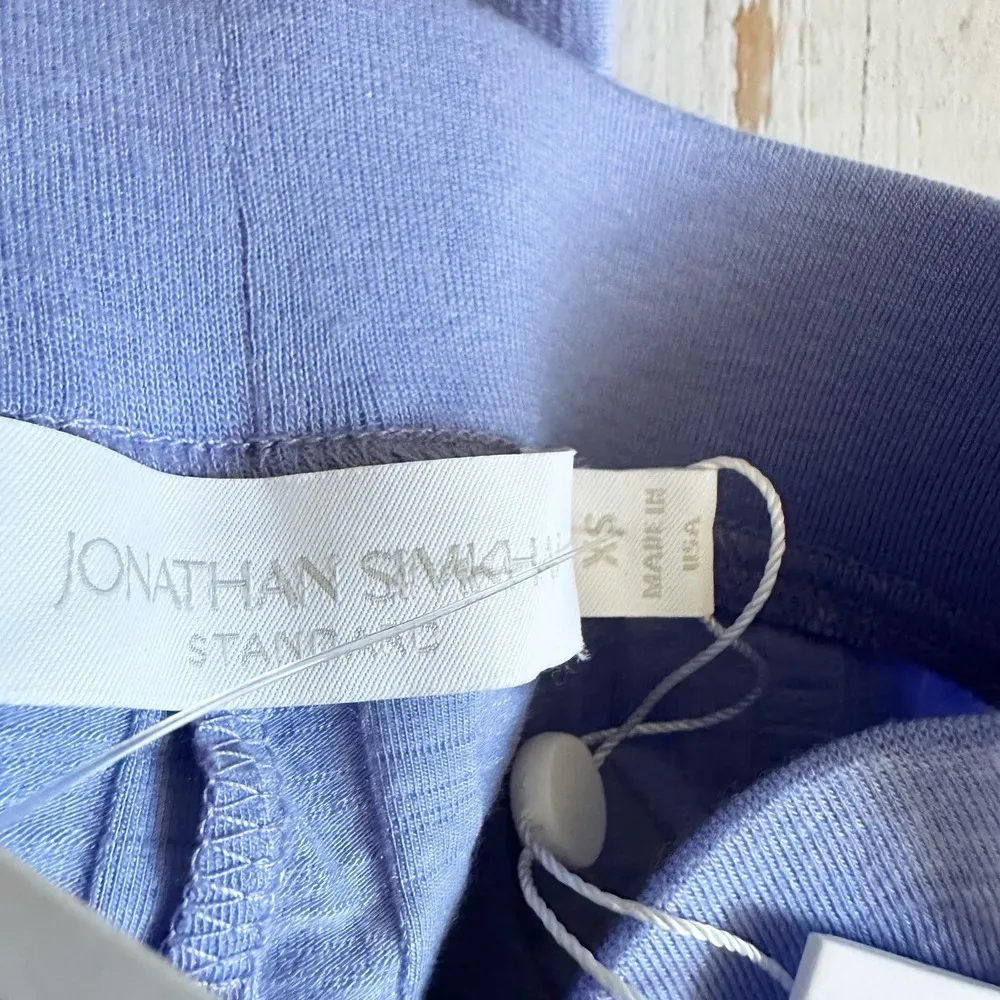 JONATHAN SIMKHAI
STANDARD
XS
MADE IN
USA